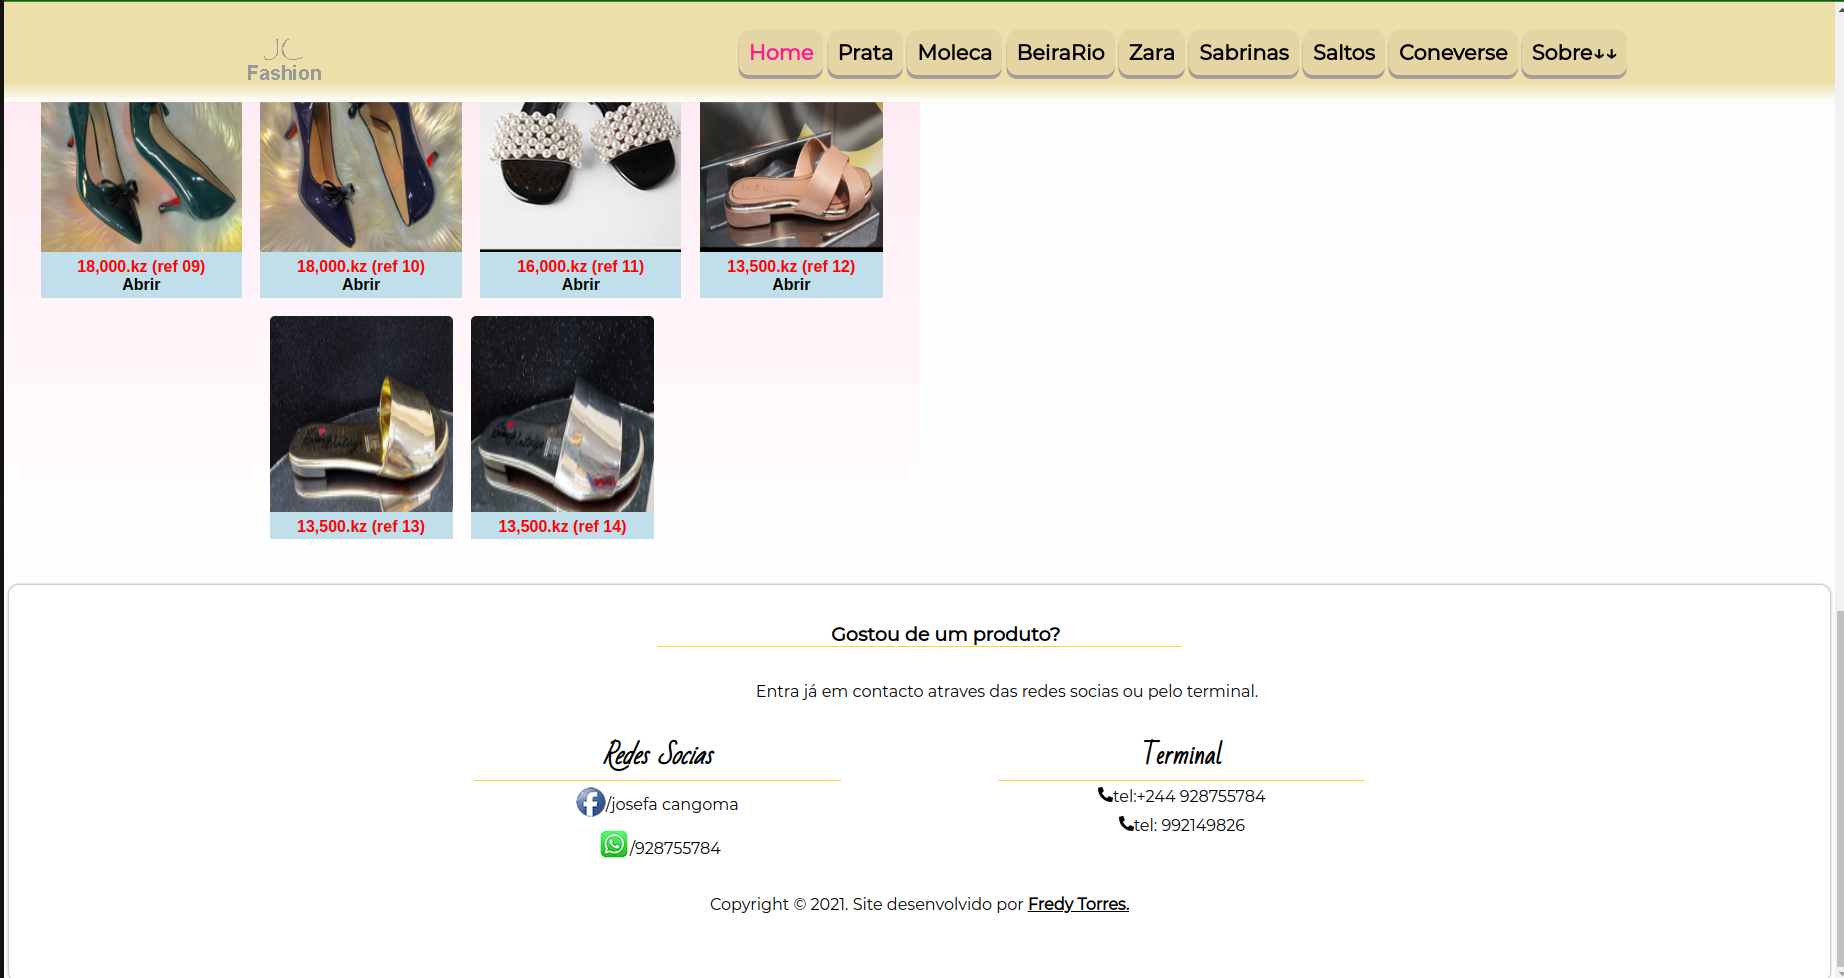 JC
Fashion
Home Prata Moleca BeiraRio Zara Sabrinas Saltos Coneverse Sobre↓↓
18,000.kz (ref 09) 18,000.kz (ref 10) 16,000.kz (ref 11) 13,500.kz (ref 12)
Abrir Abrir Abrir Abrir
13,500.kz (ref 13) 13,500.kz (ref 14)
Gostou de um produto?
Entra já em contacto atraves das redes socias ou pelo terminal.
Redes Socias Terminal
/josefa cangoma tel:+244 928755784
/928755784 tel: 992149826
Copyright © 2021. Site desenvolvido por Fredy Torres.